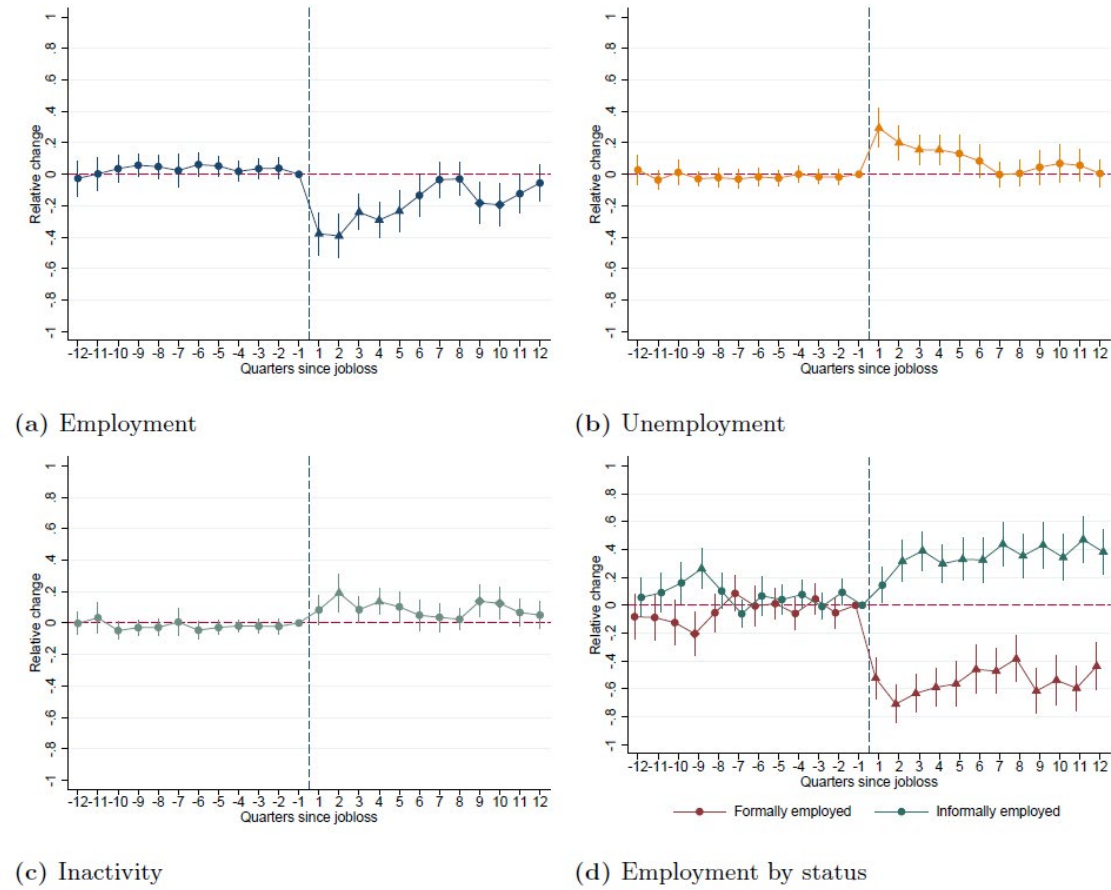 1
.8
.6
.4
.2
0
-.2
-.4
-.6
-.8
-1
Relative change
-12 -11 -10 -9 -8 -7 -6 -5 -4 -3 -2 -1 1 2 3 4 5 6 7 8 9 10 11 12
Quarters since jobloss
(a) Employment
1
.8
.6
.4
.2
0
-.2
-.4
-.6
-.8
-1
Relative change
-12 -11 -10 -9 -8 -7 -6 -5 -4 -3 -2 -1 1 2 3 4 5 6 7 8 9 10 11 12
Quarters since jobloss
(b) Unemployment
1
.8
.6
.4
.2
0
-.2
-.4
-.6
-.8
-1
Relative change
-12 -11 -10 -9 -8 -7 -6 -5 -4 -3 -2 -1 1 2 3 4 5 6 7 8 9 10 11 12
Quarters since jobloss
(c) Inactivity
1
.8
.6
.4
.2
0
-.2
-.4
-.6
-.8
-1
Relative change
-12 -11 -10 -9 -8 -7 -6 -5 -4 -3 -2 -1 1 2 3 4 5 6 7 8 9 10 11 12
Quarters since jobloss
Formally employed Informally employed
(d) Employment by status